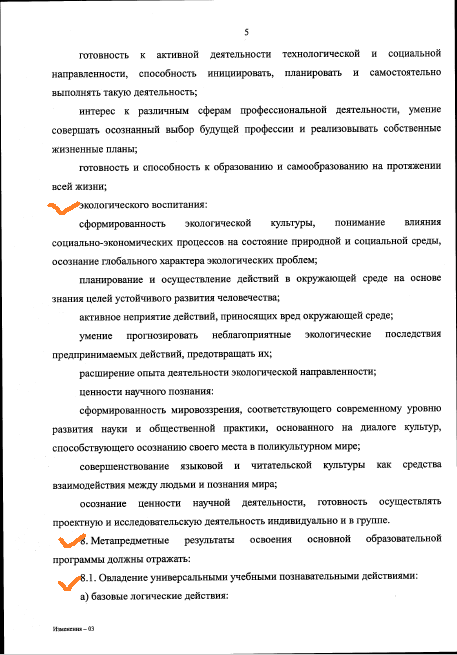 5
готовность к активной деятельности технологической и социальной
направленности, способность инициировать, планировать и самостоятельно
выполнять такую деятельность;
интерес к различным сферам профессиональной деятельности, умение
совершать осознанный выбор будущей профессии и реализовывать собственные
жизненные планы;
готовность и способность к образованию и самообразованию на протяжении
всей жизни;
экологического воспитания:
сформированность экологической культуры, понимание влияния
социально-экономических процессов на состояние природной и социальной среды,
осознание глобального характера экологических проблем;
планирование и осуществление действий в окружающей среде на основе
знания целей устойчивого развития человечества;
активное неприятие действий, приносящих вред окружающей среде;
умение прогнозировать неблагоприятные экологические последствия
предпринимаемых действий, предотвращать их;
расширение опыта деятельности экологической направленности;
ценности научного познания:
сформированность мировоззрения, соответствующего современному уровню
развития науки и общественной практики, основанного на диалоге культур,
способствующего осознанию своего места в поликультурном мире;
совершенствование языковой и читательской культуры как средства
взаимодействия между людьми и познания мира;
осознание ценности научной деятельности, готовность осуществлять
проектную и исследовательскую деятельность индивидуально и в группе.
8. Метапредметные результаты освоения основной образовательной
программы должны отражать:
8.1. Овладение универсальными учебными познавательными действиями:
а) базовые логические действия:
Изменения – 03